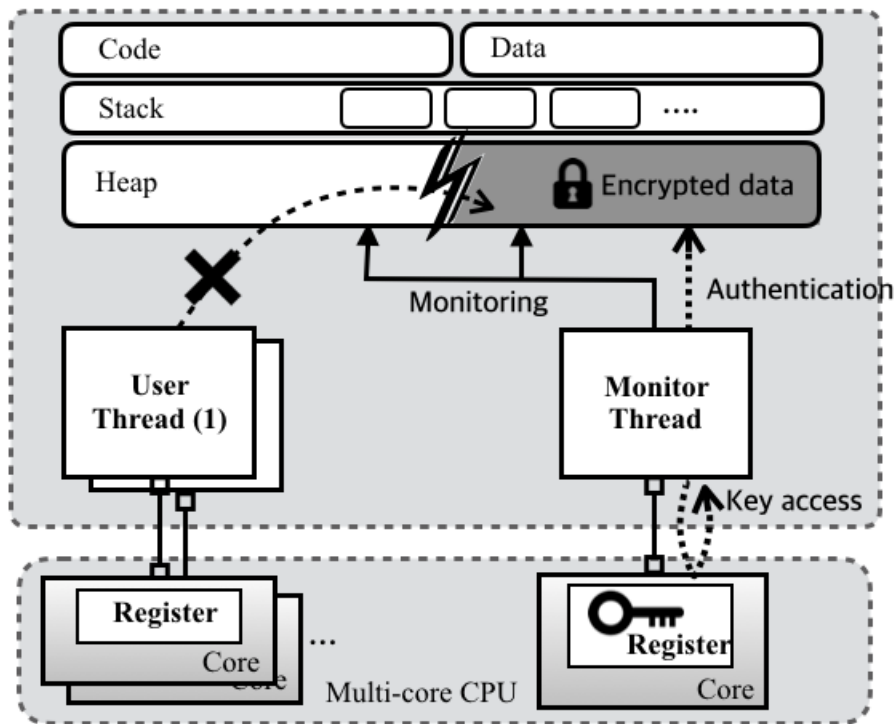 Code
Data
Stack
....
Heap
Encrypted data
Monitoring
Authentication
User
Thread (1)
Monitor
Thread
Key access
Register
Core
Core
...
Multi-core CPU
Register
Core